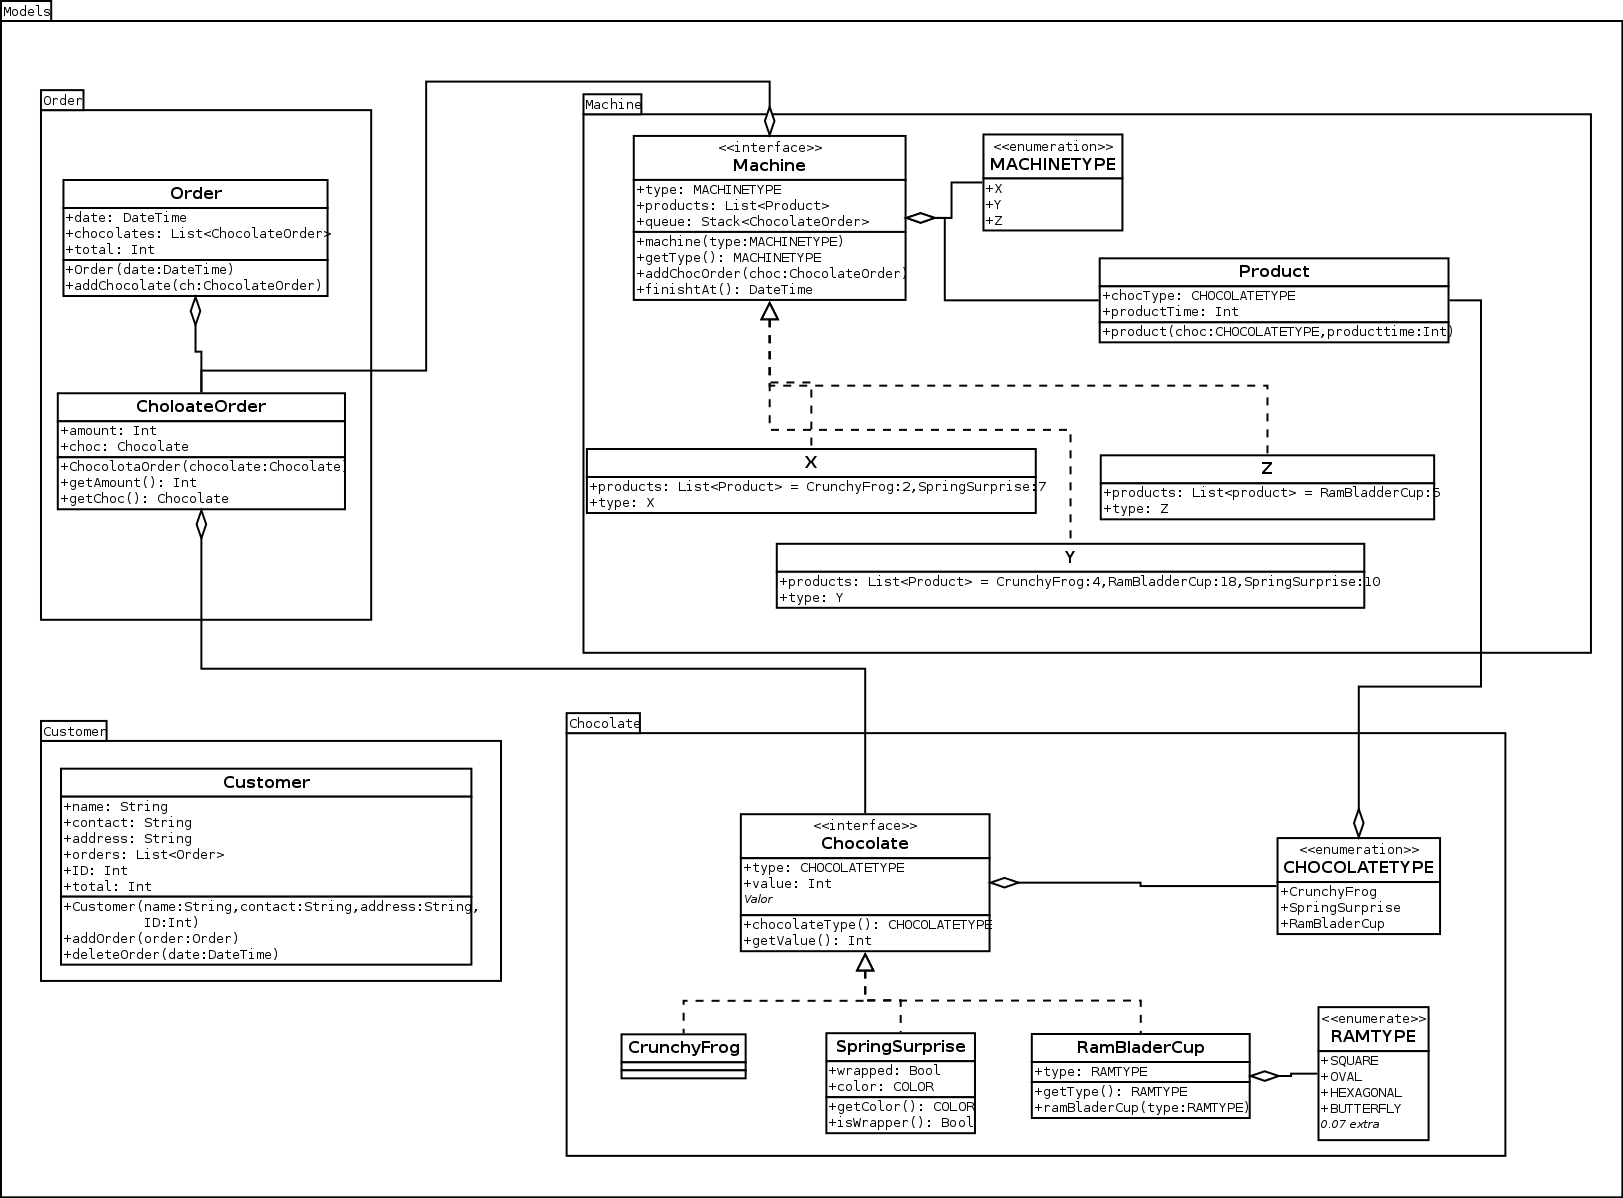 Models
Order
Order
+date: DateTime
+chocolates: List<ChocolateOrder>
+total: Int
+Order(date:DateTime)
+addChocolate(ch:ChocolateOrder)
CholoateOrder
+amount: Int
+choc: Chocolate
+ChocolotaOrder(chocolate:Chocolate)
+getAmount(): Int
+getChoc(): Chocolate
Machine
<<interface>>
Machine
+type: MACHINETYPE
+products: List<Product>
+queue: Stack<ChocolateOrder>
+machine(type:MACHINETYPE)
+getType(): MACHINETYPE
+addChocOrder(choc:ChocolateOrder)
+finishtAt(): DateTime
<<enumeration>>
MACHINETYPE
+X
+Y
+Z
Product
+chocType: CHOCOLATETYPE
+productTime: Int
+product(choc:CHOCOLATETYPE,producttime:Int)
X
+products: List<Product> = CrunchyFrog:2,SpringSurprise:7
+type: X
Z
+products: List<product> = RamBladderCup:5
+type: Z
Y
+products: List<Product> = CrunchyFrog:4,RamBladderCup:18,SpringSurprise:10
+type: Y
Customer
Customer
+name: String
+contact: String
+address: String
+orders: List<Order>
+ID: Int
+total: Int
+Customer(name:String,contact:String,address:String,
ID:Int)
+addOrder(order:Order)
+deleteOrder(date:DateTime)
Chocolate
<<interface>>
Chocolate
+type: CHOCOLATETYPE
+value: Int
Valor
+chocolateType(): CHOCOLATETYPE
+getValue(): Int
<<enumeration>>
CHOCOLATETYPE
+CrunchyFrog
+SpringSurprise
+RamBladerCup
CrunchyFrog
SpringSurprise
+wrapped: Bool
+color: COLOR
+getColor(): COLOR
+isWrapper(): Bool
RamBladerCup
+type: RAMTYPE
+getType(): RAMTYPE
+ramBladerCup(type:RAMTYPE)
<<enumerate>>
RAMTYPE
+SQUARE
+OVAL
+HEXAGONAL
+BUTTERFLY
0.07 extra